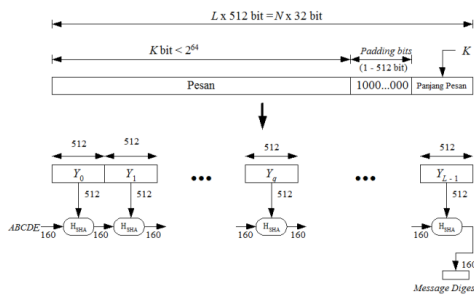 L x 512 bit = N x 32 bit
K bit < 2^64
Padding bits
(1 - 512 bit)
K
Pesan
1000...000
Panjang Pesan
512
512
512
512
Y0
Y1
Yq
YL - 1
512
512
512
512
ABCDE
HSHA
HSHA
HSHA
HSHA
160
160
160
160
160
160
160
Message Diges